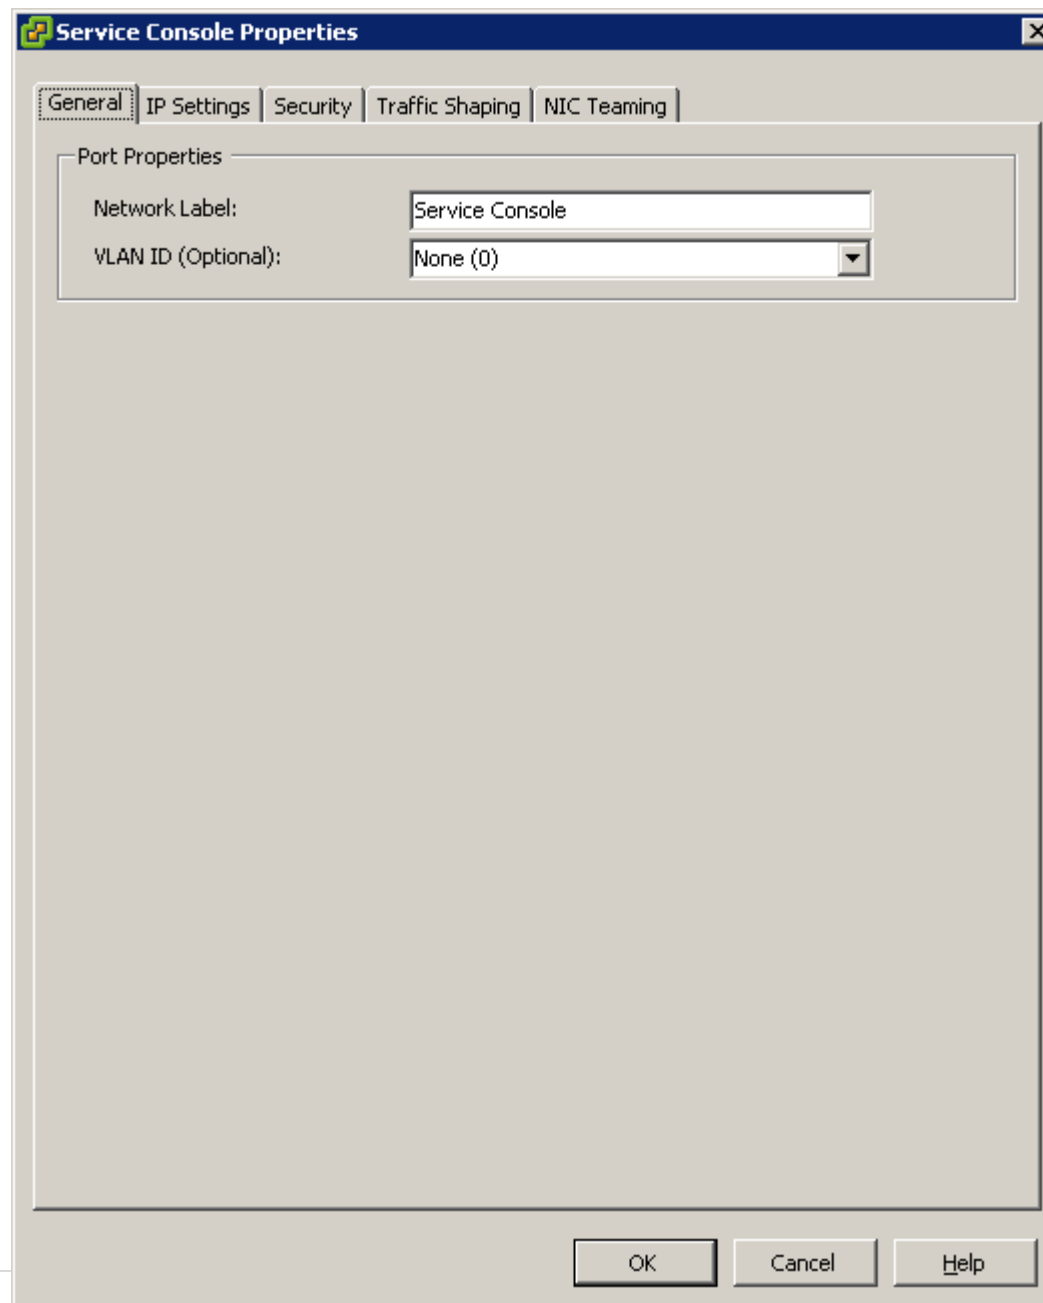 Service Console Properties
General IP Settings Security Traffic Shaping NIC Teaming
Port Properties
Network Label: Service Console
VLAN ID (Optional): None (0)
OK Cancel Help